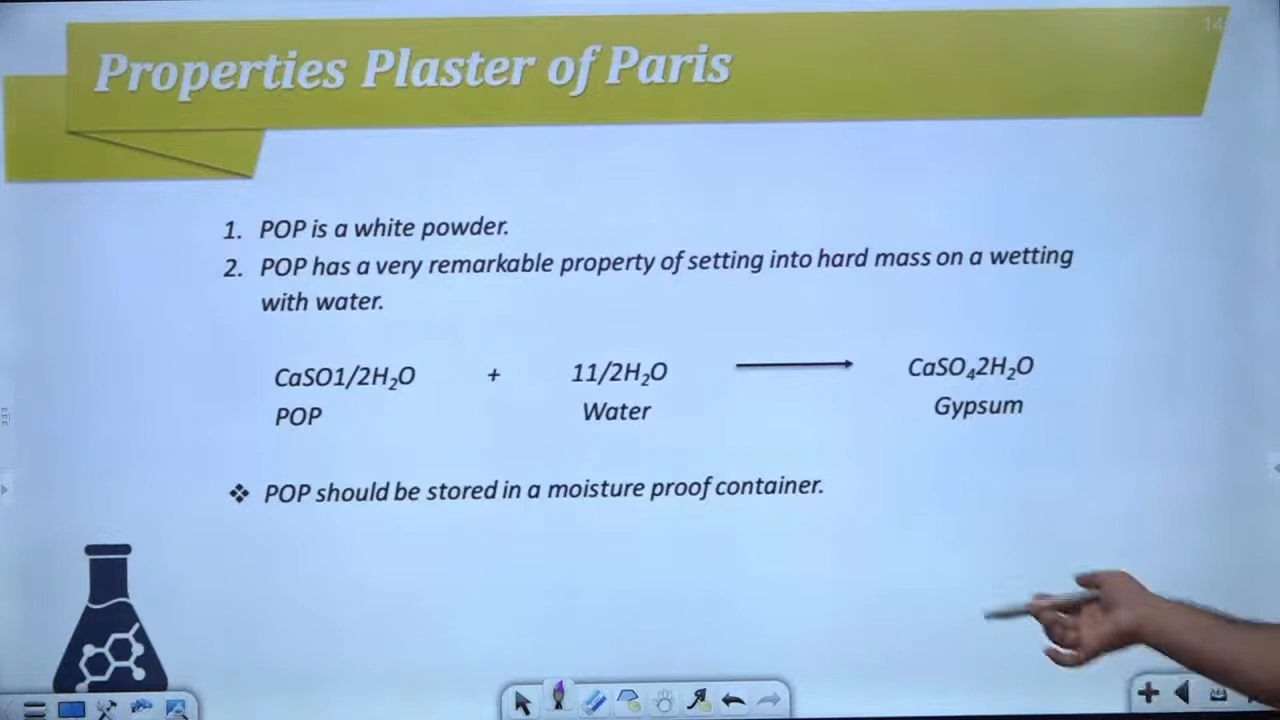 14
Properties Plaster of Paris
1. POP is a white powder.
2. POP has a very remarkable property of setting into hard mass on a wetting
with water.
CaSO1/2H₂O + 11/2H₂O ⟶ CaSO₄2H₂O
POP Water Gypsum
❖ POP should be stored in a moisture proof container.